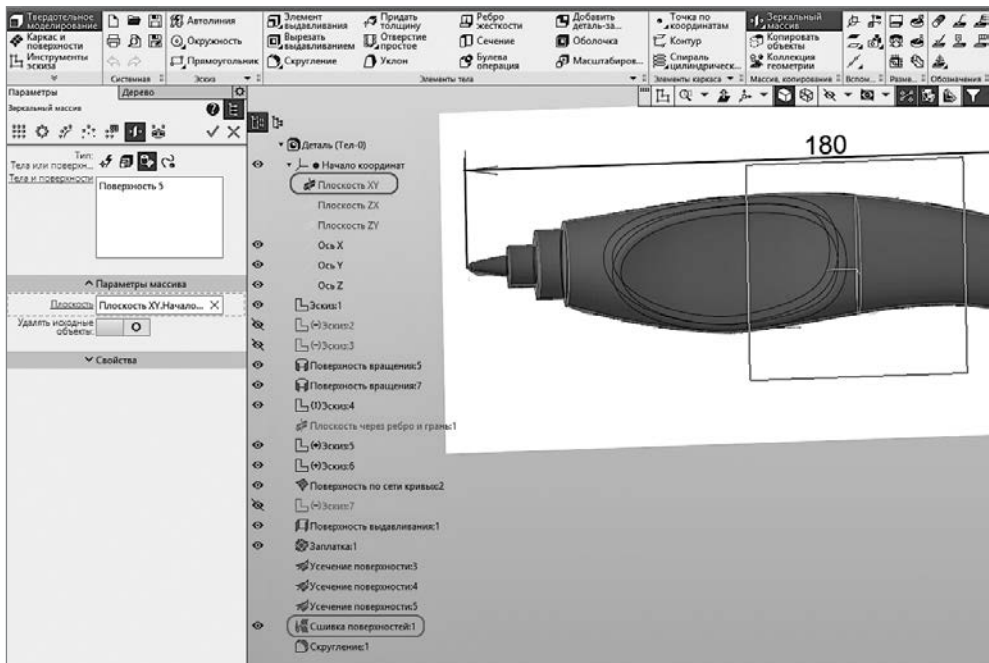 Твердотельное моделирование
Каркас и поверхности
Инструменты эскиза
Системная
Автолиния
Окружность
Прямоугольник
Эскиз
Элемент выдавливания
Вырезать выдавливанием
Скругление
Придать толщину
Отверстие простое
Уклон
Ребро жесткости
Сечение
Булева операция
Добавить деталь-за...
Оболочка
Масштабиров...
Элементы тела
Точка по координатам
Контур
Спираль цилиндрическ...
Элементы каркаса
Зеркальный массив
Копировать объекты
Коллекция геометрии
Массив, копирование
Вспом...
Разме...
Обозначения
Параметры
Дерево
Зеркальный массив
Тип:
Тела или поверхн...
Тела и поверхности
Поверхность 5
Параметры массива
Плоскость
Плоскость XY.Начало...
Удалять исходные объекты:
Свойства
Деталь (Тел-0)
Начало координат
Плоскость XY
Плоскость ZX
Плоскость ZY
Ось X
Ось Y
Ось Z
Эскиз:1
(-)Эскиз:2
(-)Эскиз:3
Поверхность вращения:5
Поверхность вращения:7
(!)Эскиз:4
Плоскость через ребро и грань:1
(+)Эскиз:5
(+)Эскиз:6
Поверхность по сети кривых:2
(-)Эскиз:7
Поверхность выдавливания:1
Заплатка:1
Усечение поверхности:3
Усечение поверхности:4
Усечение поверхности:5
Сшивка поверхностей:1
Скругление:1
180